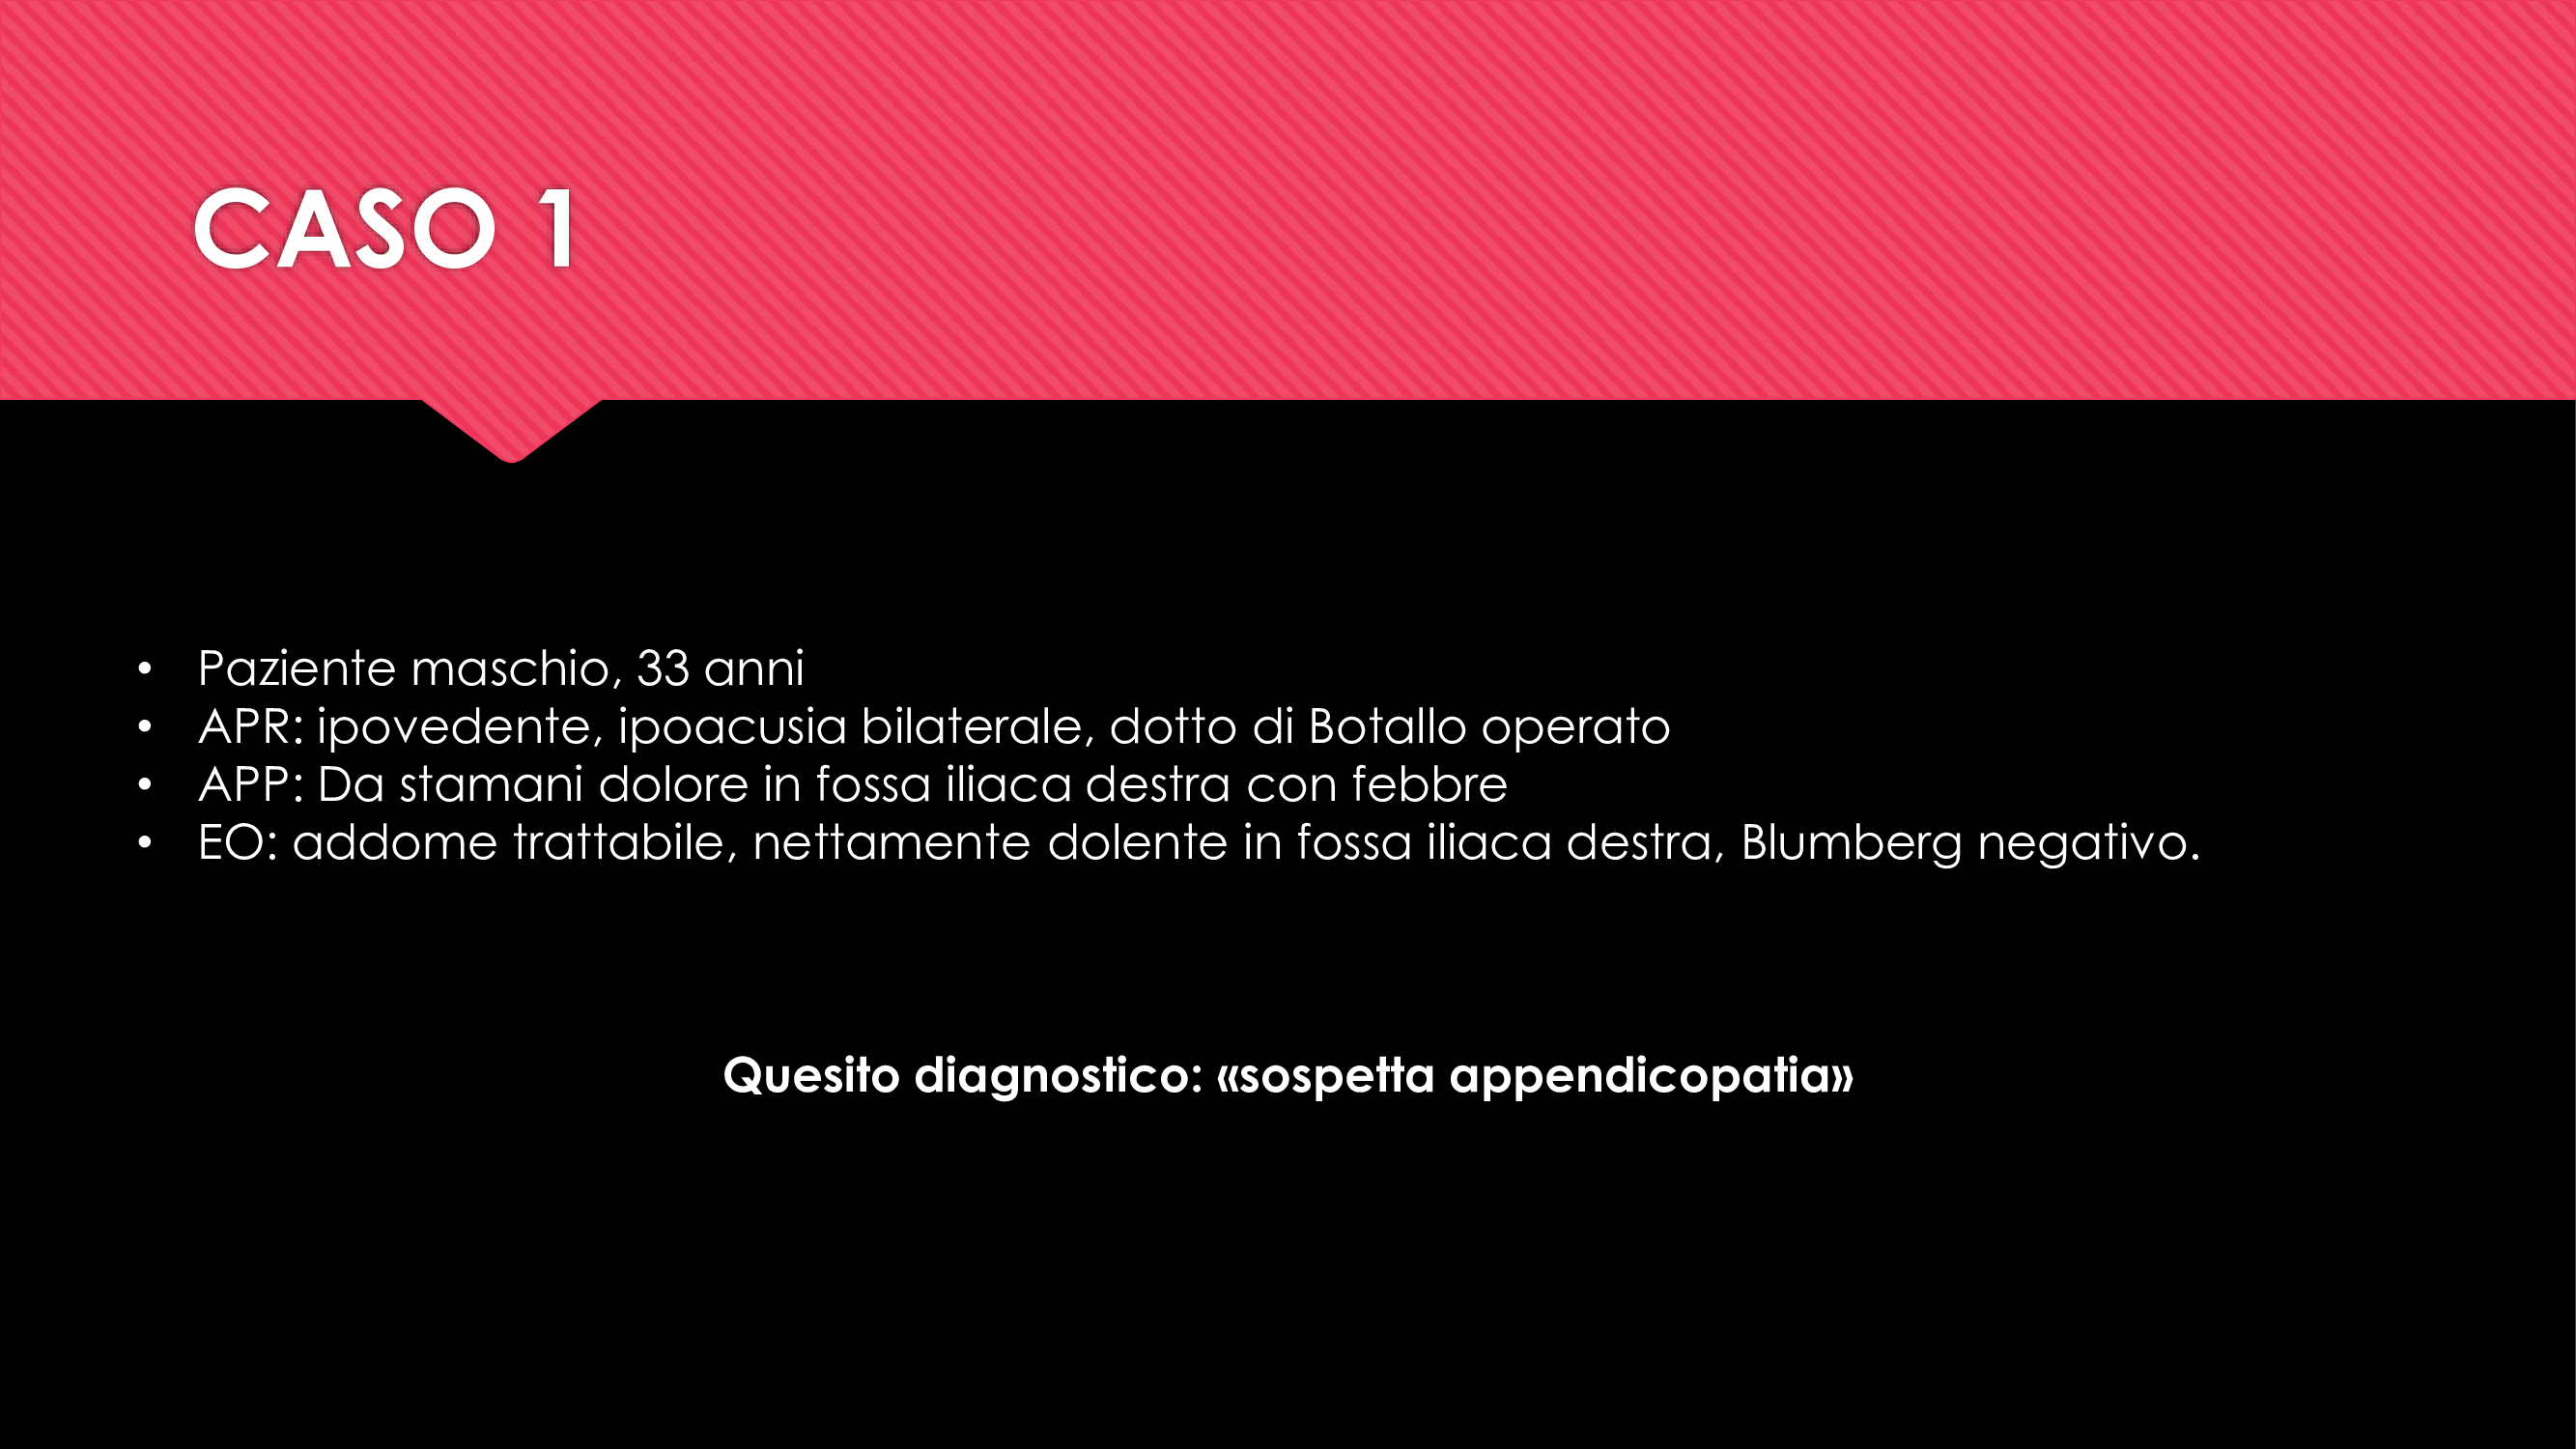 CASO 1
• Paziente maschio, 33 anni
• APR: ipovedente, ipoacusia bilaterale, dotto di Botallo operato
• APP: Da stamani dolore in fossa iliaca destra con febbre
• EO: addome trattabile, nettamente dolente in fossa iliaca destra, Blumberg negativo.
Quesito diagnostico: «sospetta appendicopatia»